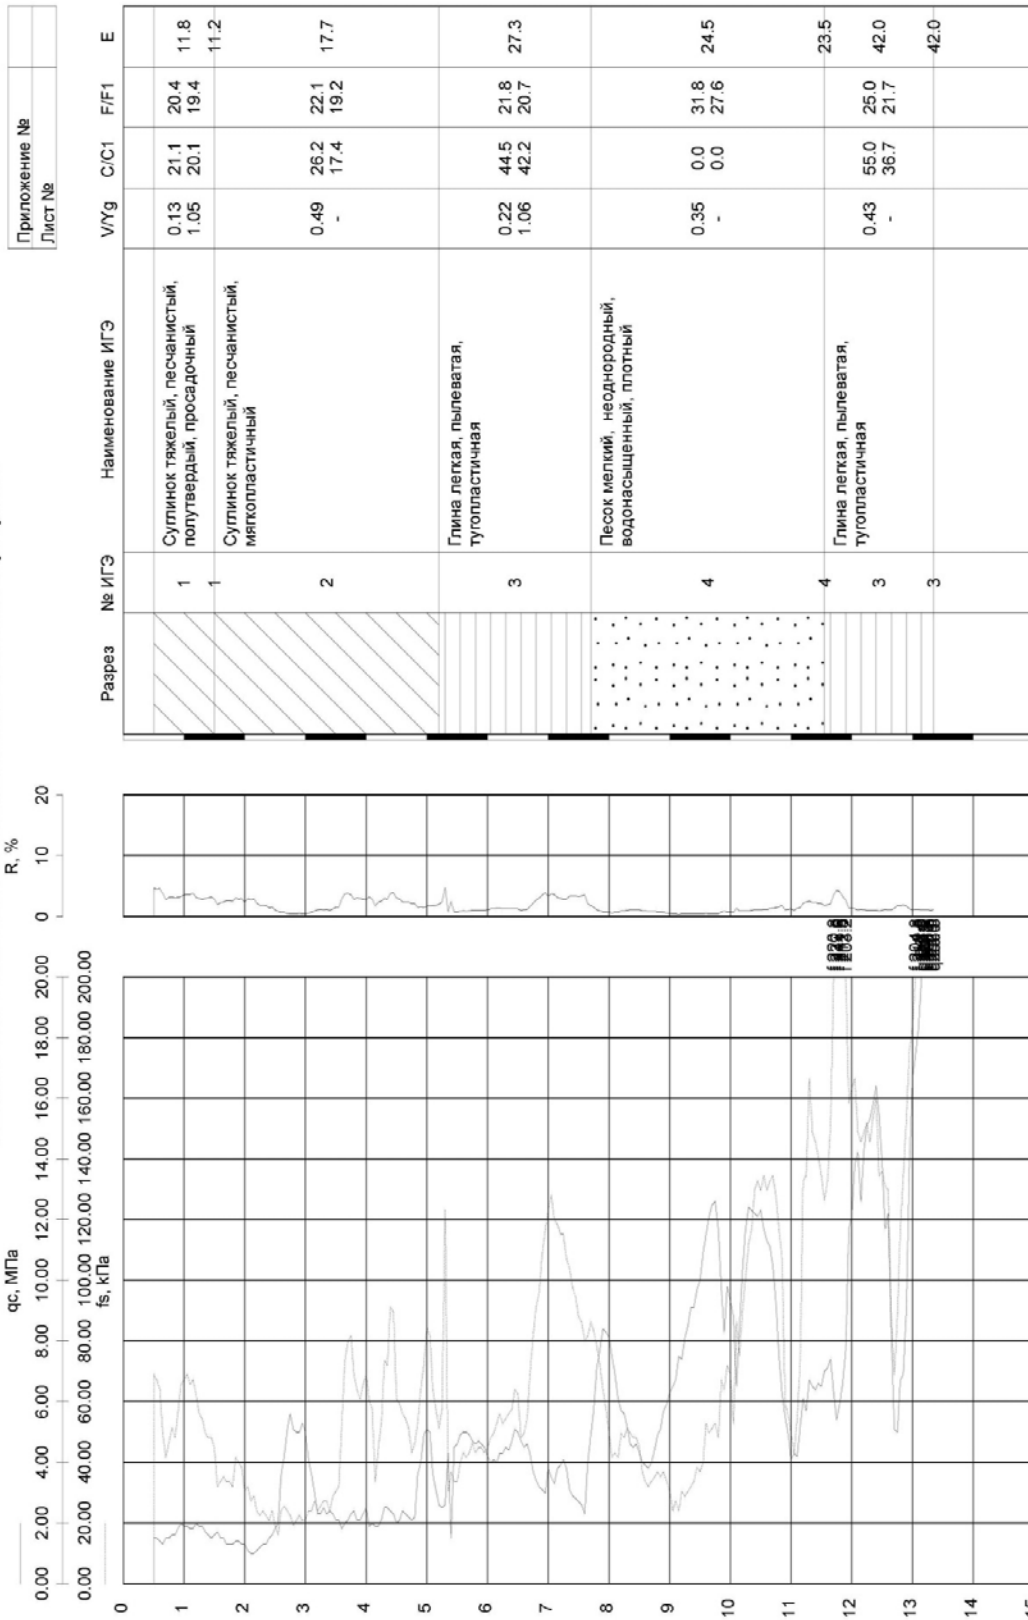 Приложение №
Лист №
qc, МПа
0.00 2.00 4.00 6.00 8.00 10.00 12.00 14.00 16.00 18.00 20.00
0.00 20.00 40.00 60.00 80.00 100.00 120.00 140.00 160.00 180.00 200.00
fs, кПа
R, %
0 10 20
Разрез № ИГЭ Наименование ИГЭ V/Yg C/C1 F/F1 E
0
1
2
3
4
5
6
7
8
9
10
11
12
13
14
15
1 Суглинок тяжелый, песчанистый, 0.13 21.1 20.4 11.8
полутвердый, просадочный 1.05 20.1 19.4
1 11.2
2 Суглинок тяжелый, песчанистый, 0.49 26.2 22.1 17.7
мягкопластичный - 17.4 19.2
3 Глина легкая, пылеватая, 0.22 44.5 21.8 27.3
тугопластичная 1.06 42.2 20.7
4 Песок мелкий, неоднородный, 0.35 0.0 31.8 24.5
водонасыщенный, плотный - 0.0 27.6
4 23.5
3 Глина легкая, пылеватая, 0.43 55.0 25.0 42.0
тугопластичная - 36.7 21.7
3 42.0